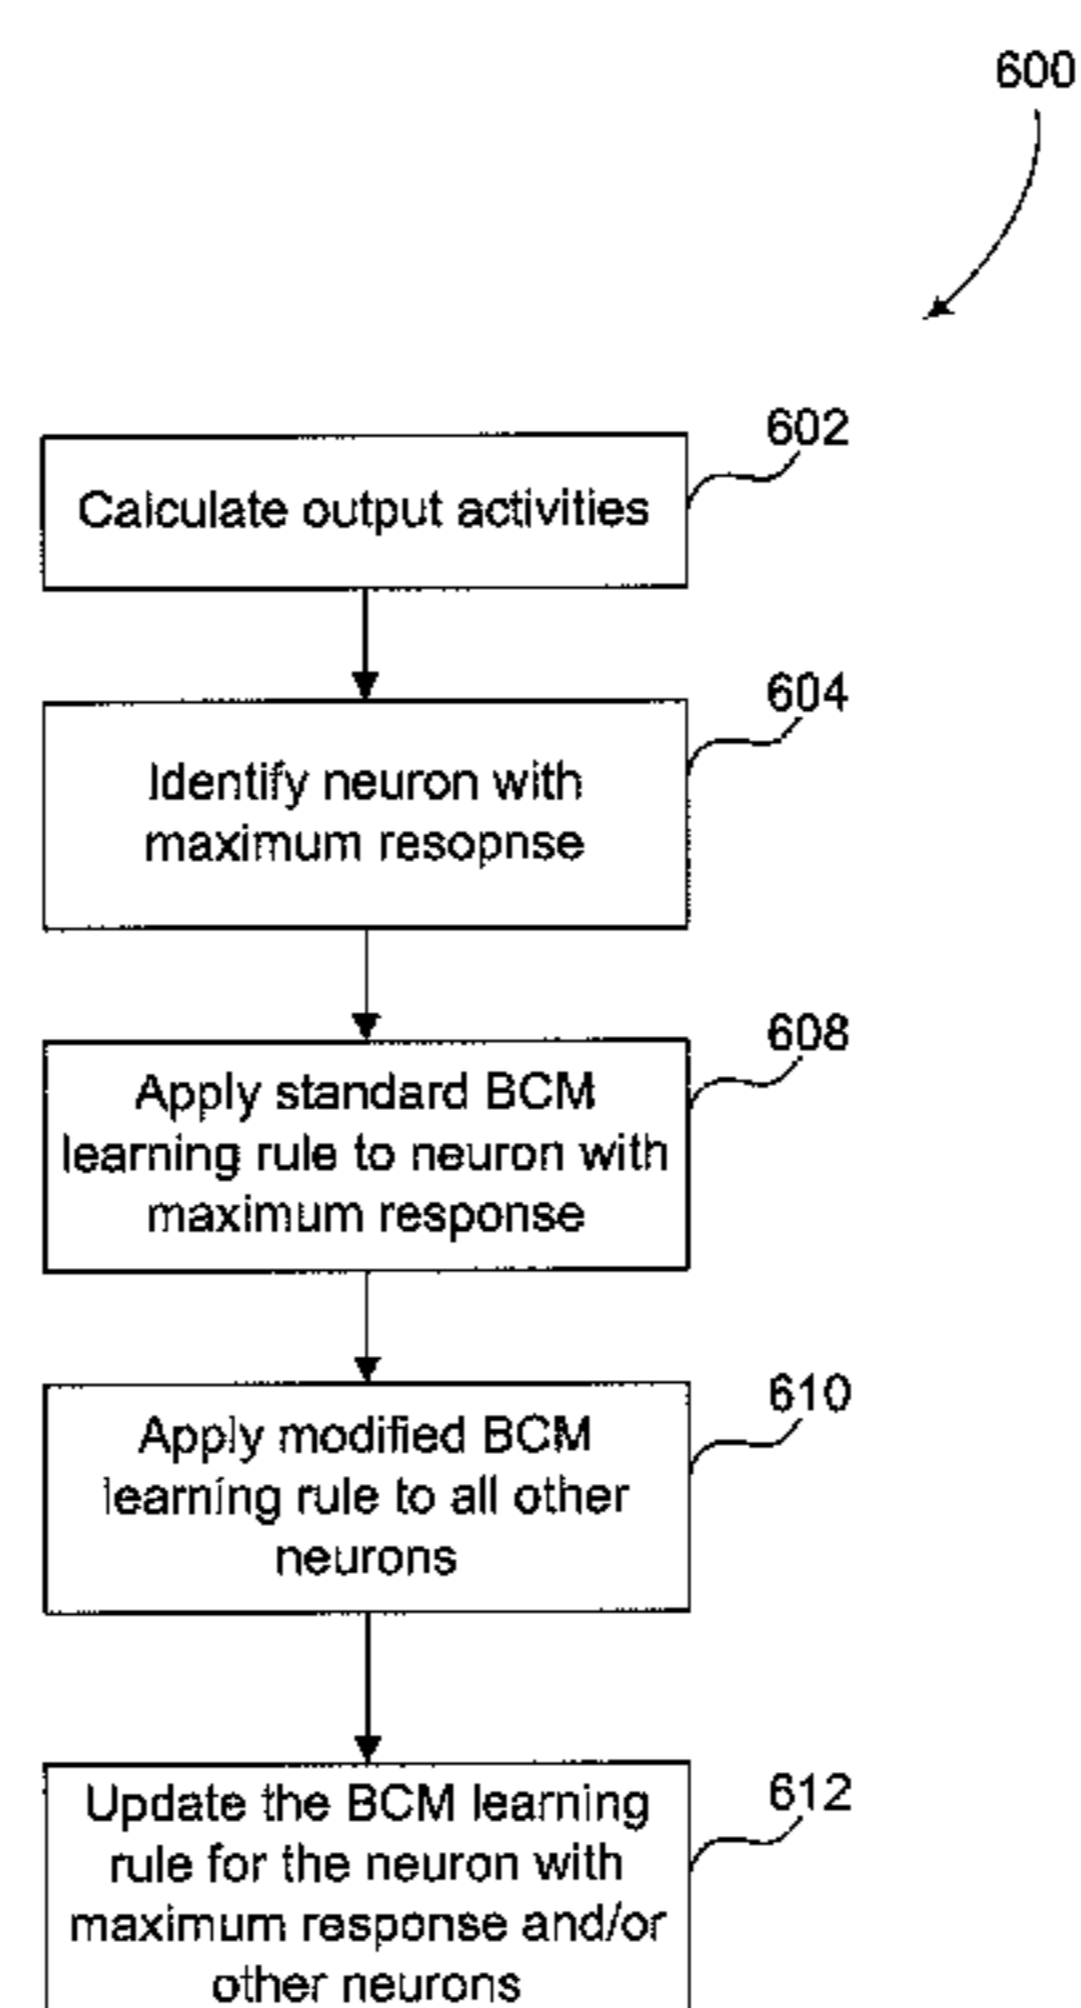 600
602
Calculate output activities
604
Identify neuron with
maximum resopnse
608
Apply standard BCM
learning rule to neuron with
maximum response
610
Apply modified BCM
learning rule to all other
neurons
612
Update the BCM learning
rule for the neuron with
maximum response and/or
other neurons